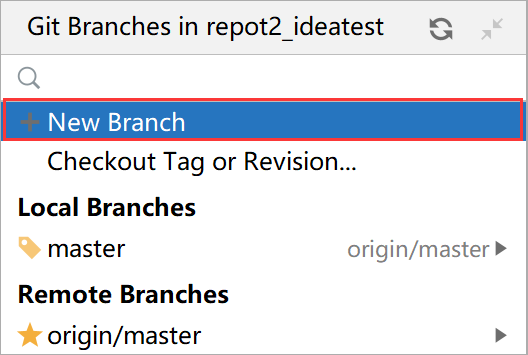 Git Branches in repot2_ideatest
New Branch
Checkout Tag or Revision...
Local Branches
master origin/master
Remote Branches
origin/master